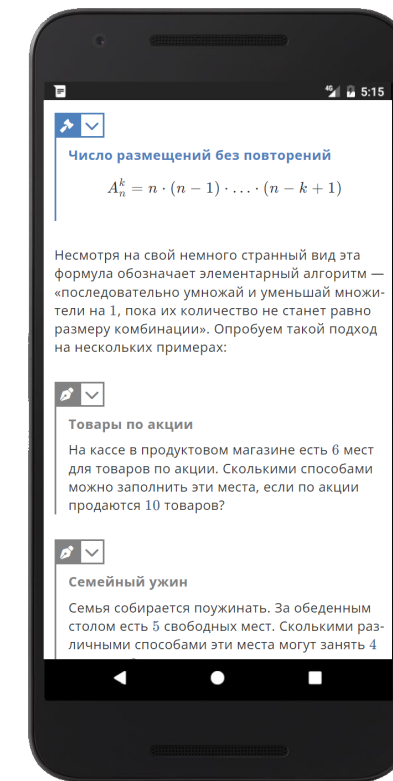 4G 5:15
Число размещений без повторений
A_n^k = n · (n − 1) · … · (n − k + 1)
Несмотря на свой немного странный вид эта
формула обозначает элементарный алгоритм —
«последовательно умножай и уменьшай множи-
тели на 1, пока их количество не станет равно
размеру комбинации». Опробуем такой подход
на нескольких примерах:
Товары по акции
На кассе в продуктовом магазине есть 6 мест
для товаров по акции. Сколькими способами
можно заполнить эти места, если по акции
продаются 10 товаров?
Семейный ужин
Семья собирается поужинать. За обеденным
столом есть 5 свободных мест. Сколькими раз-
личными способами эти места могут занять 4